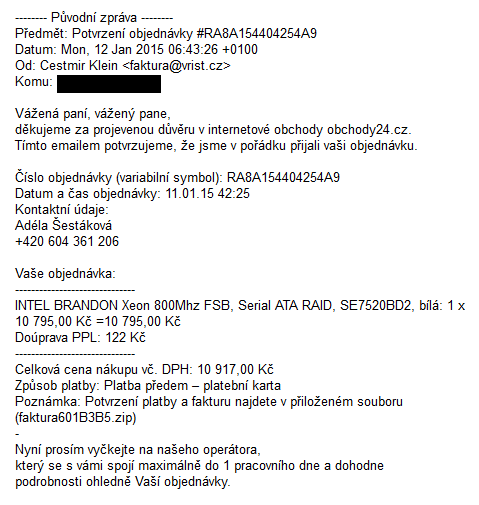 -------- Původní zpráva --------
Předmět: Potvrzení objednávky #RA8A154404254A9
Datum: Mon, 12 Jan 2015 06:43:26 +0100
Od: Cestmir Klein <faktura@vrist.cz>
Komu:
Vážená paní, vážený pane,
děkujeme za projevenou důvěru v internetové obchody obchody24.cz.
Tímto emailem potvrzujeme, že jsme v pořádku přijali vaši objednávku.
Číslo objednávky (variabilní symbol): RA8A154404254A9
Datum a čas objednávky: 11.01.15 42:25
Kontaktní údaje:
Adéla Šestáková
+420 604 361 206
Vaše objednávka:
------------------------------
INTEL BRANDON Xeon 800Mhz FSB, Serial ATA RAID, SE7520BD2, bílá: 1 x
10 795,00 Kč =10 795,00 Kč
Doúprava PPL: 122 Kč
------------------------------
Celková cena nákupu vč. DPH: 10 917,00 Kč
Způsob platby: Platba předem – platební karta
Poznámka: Potvrzení platby a fakturu najdete v přiloženém souboru
(faktura601B3B5.zip)
-
Nyní prosím vyčkejte na našeho operátora,
který se s vámi spojí maximálně do 1 pracovního dne a dohodne
podrobnosti ohledně Vaší objednávky.